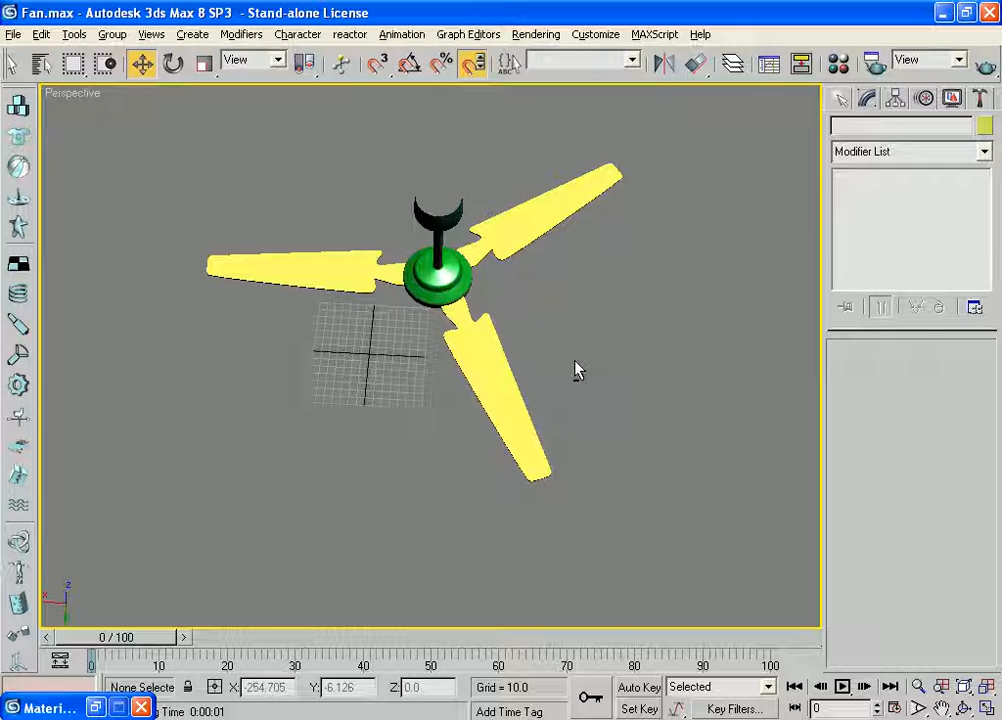 Fan.max - Autodesk 3ds Max 8 SP3 - Stand-alone License
File Edit Tools Group Views Create Modifiers Character reactor Animation Graph Editors Rendering Customize MAXScript Help
View
3
%
ABC
View
Perspective
Modifier List
z
x
0 / 100
0 10 20 30 40 50 60 70 80 90 100
None Selecte X: -254.705 Y: -6.126 Z: 0.0 Grid = 10.0 Auto Key Selected
Materi... g Time 0:00:01 Add Time Tag Set Key Key Filters... 0